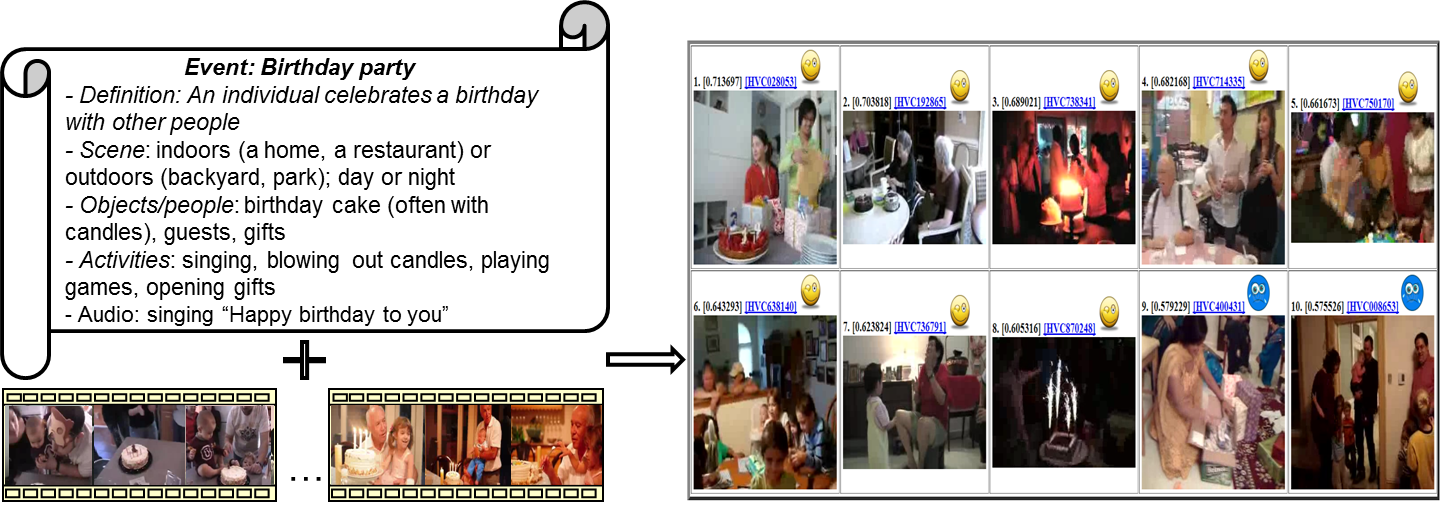 Event: Birthday party
- Definition: An individual celebrates a birthday
with other people
- Scene: indoors (a home, a restaurant) or
outdoors (backyard, park); day or night
- Objects/people: birthday cake (often with
candles), guests, gifts
- Activities: singing, blowing out candles, playing
games, opening gifts
- Audio: singing “Happy birthday to you”
...
1. [0.713697] [HVC028053]
2. [0.703818] [HVC192865]
3. [0.689021] [HVC738341]
4. [0.682168] [HVC714335]
5. [0.661673] [HVC750170]
6. [0.643293] [HVC638140]
7. [0.623824] [HVC736791]
8. [0.605316] [HVC870248]
9. [0.579229] [HVC400431]
10. [0.575526] [HVC008653]